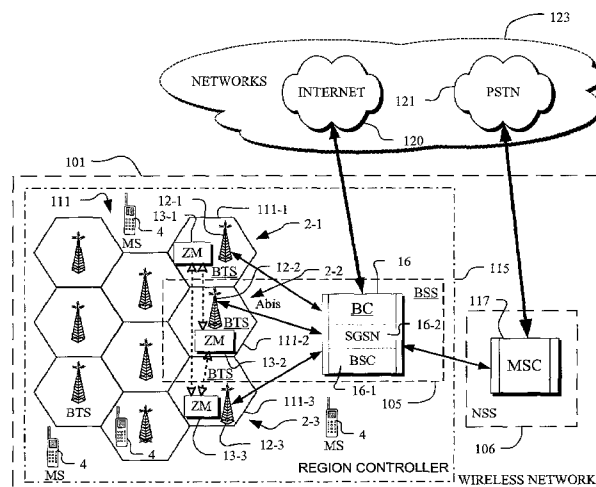 123
NETWORKS
INTERNET
121
PSTN
120
101
111
12-1
13-1
111-1
4
MS
ZM
2-1
BTS
12-2
2-2
16
115
Abis
BC
BSS
117
BTS
SGSN
16-2
MSC
ZM
111-2
BSC
13-2
16-1
BTS
105
NSS
111-3
ZM
4
106
BTS
4
2-3
MS
4
13-3
12-3
MS
REGION CONTROLLER
WIRELESS NETWORK